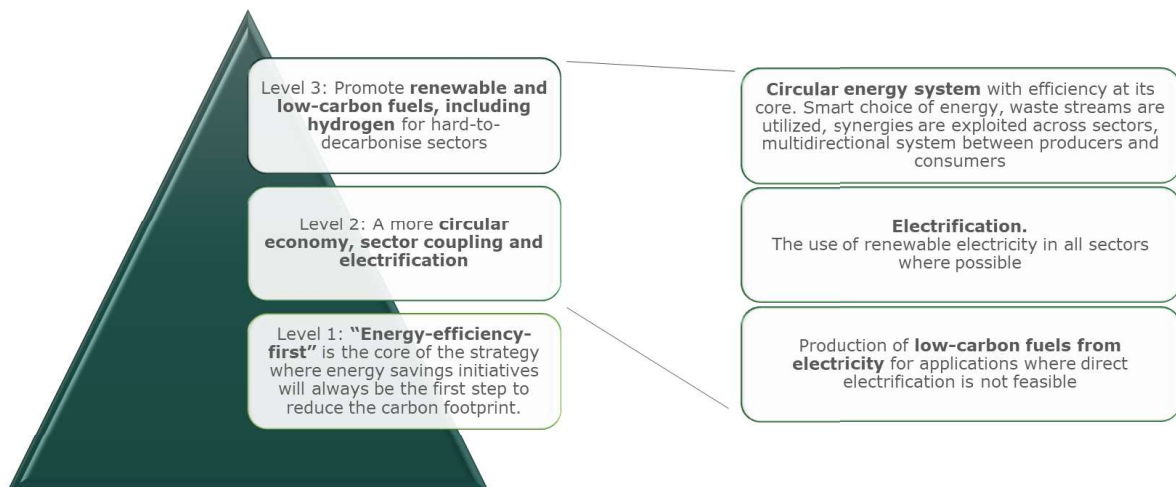 Level 3: Promote renewable and
low-carbon fuels, including
hydrogen for hard-to-
decarbonise sectors
Level 2: A more circular
economy, sector coupling and
electrification
Level 1: “Energy-efficiency-
first” is the core of the strategy
where energy savings initiatives
will always be the first step to
reduce the carbon footprint.
Circular energy system with efficiency at its
core. Smart choice of energy, waste streams are
utilized, synergies are exploited across sectors,
multidirectional system between producers and
consumers
Electrification.
The use of renewable electricity in all sectors
where possible
Production of low-carbon fuels from
electricity for applications where direct
electrification is not feasible